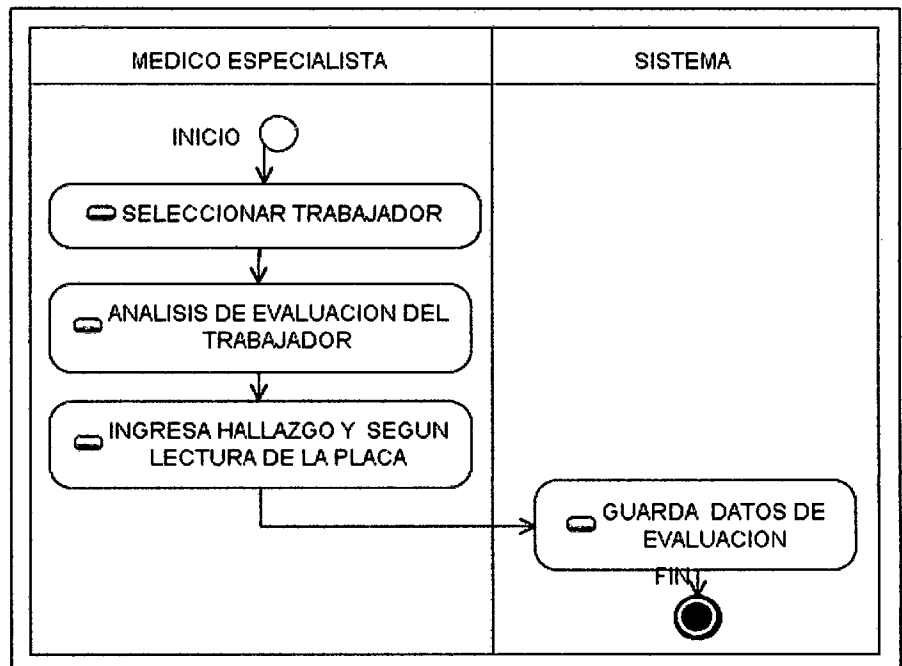 MEDICO ESPECIALISTA
SISTEMA
INICIO
SELECCIONAR TRABAJADOR
ANALISIS DE EVALUACION DEL
TRABAJADOR
INGRESA HALLAZGO Y SEGUN
LECTURA DE LA PLACA
GUARDA DATOS DE
EVALUACION
FIN